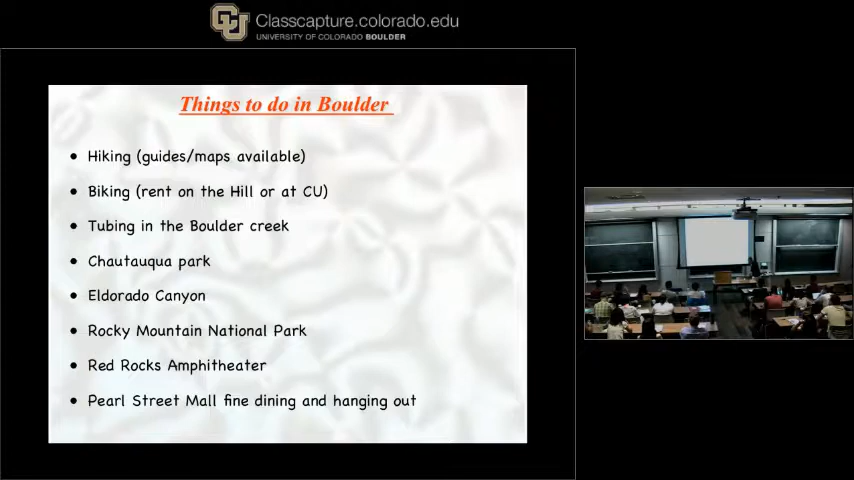 Classcapture.colorado.edu
UNIVERSITY OF COLORADO BOULDER
Things to do in Boulder
• Hiking (guides/maps available)
• Biking (rent on the Hill or at CU)
• Tubing in the Boulder creek
• Chautauqua park
• Eldorado Canyon
• Rocky Mountain National Park
• Red Rocks Amphitheater
• Pearl Street Mall fine dining and hanging out